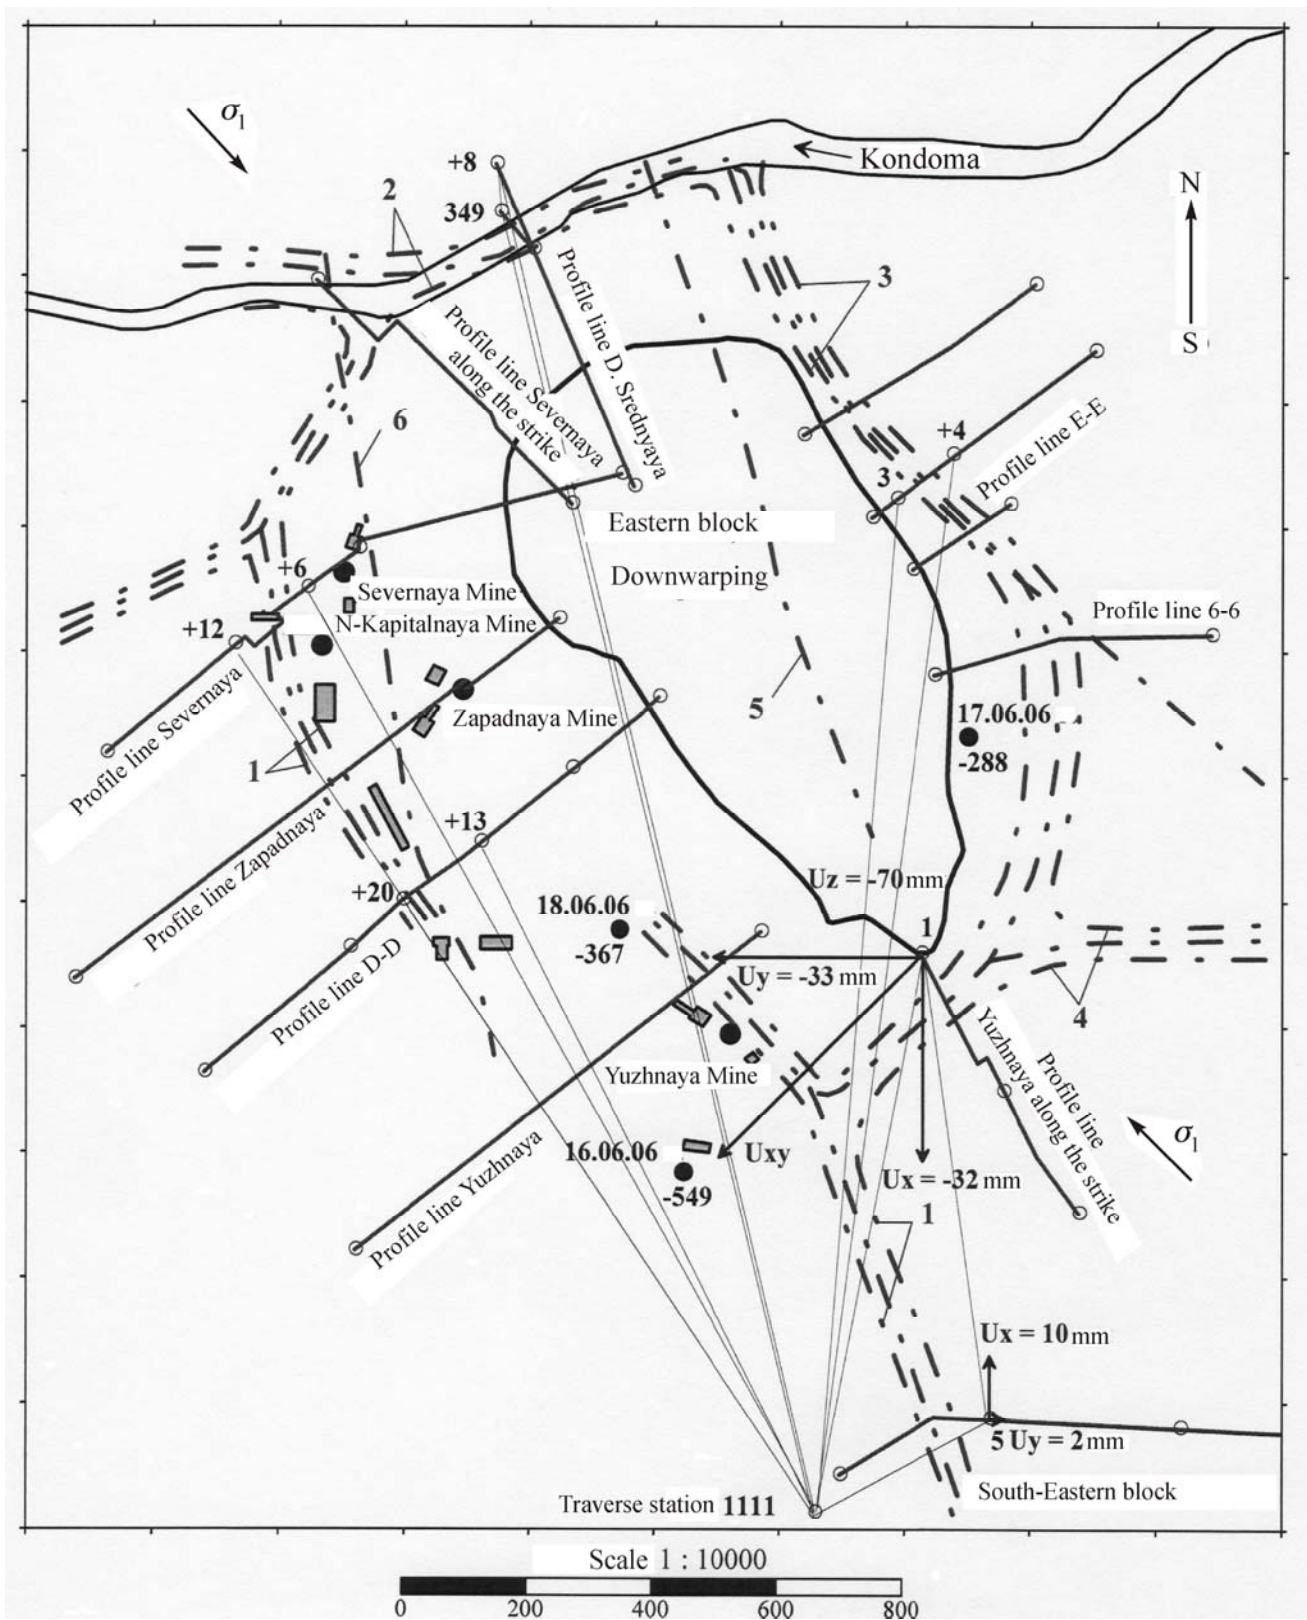 σ1
+8
Kondoma
2
349
N
S
3
Profile line D. Srednyaya
Profile line Severnaya
along the strike
6
+4
3
Profile line E-E
Eastern block
Downwarping
+6
Severnaya Mine
N-Kapitalnaya Mine
+12
Profile line 6-6
Profile line Severnaya
Zapadnaya Mine
5
17.06.06
-288
1
Profile line Zapadnaya
+13
Uz = -70 mm
+20
18.06.06
-367
1
Profile line D-D
Uy = -33 mm
4
Yuzhnaya Mine
Profile line
Yuzhnaya along the strike
σ1
16.06.06
-549
Uxy
Ux = -32 mm
Profile line Yuzhnaya
1
Ux = 10 mm
5 Uy = 2 mm
South-Eastern block
Traverse station 1111
Scale 1 : 10000
0 200 400 600 800